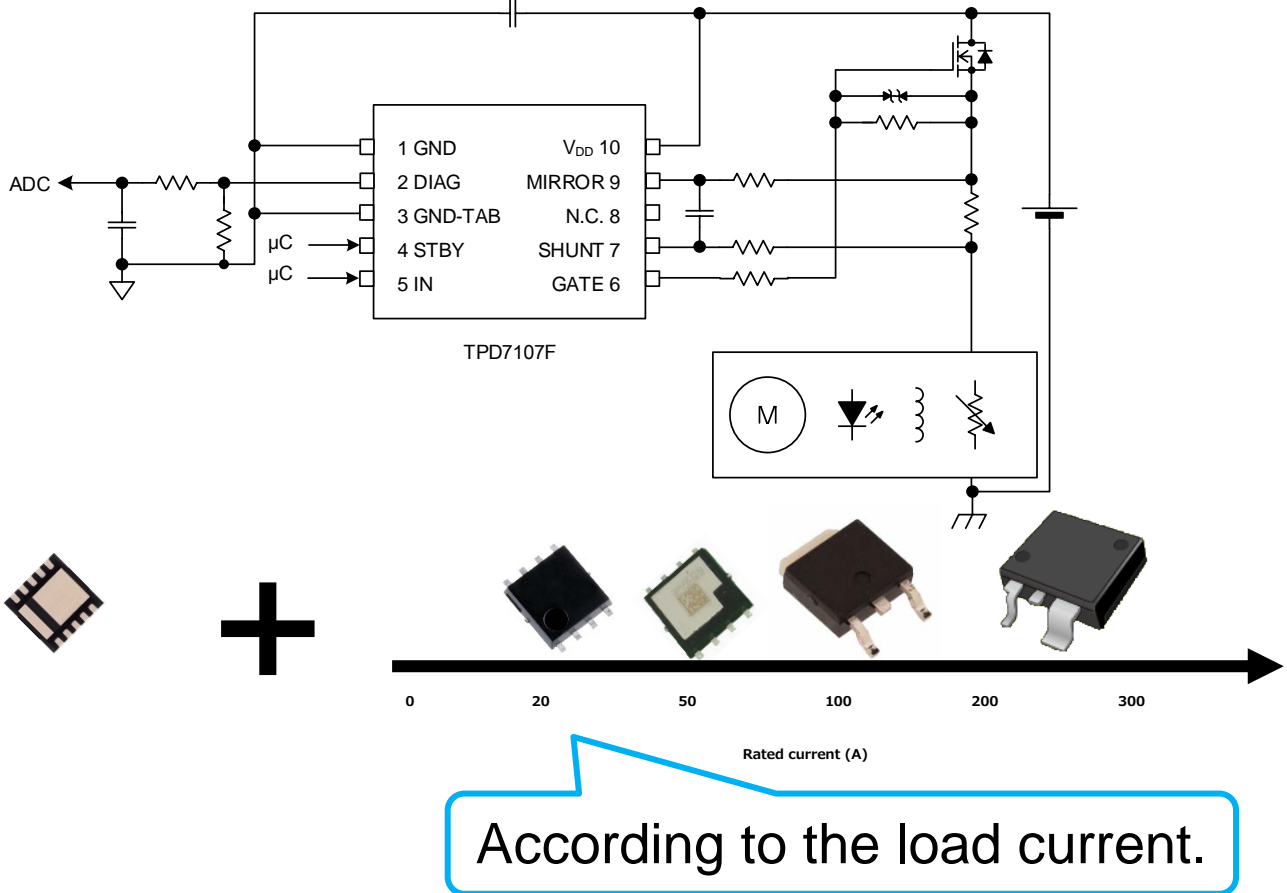 1 GND
V_DD 10
ADC
2 DIAG
MIRROR 9
3 GND-TAB
N.C. 8
µC
4 STBY
SHUNT 7
µC
5 IN
GATE 6
TPD7107F
M
0 20 50 100 200 300
Rated current (A)
According to the load current.